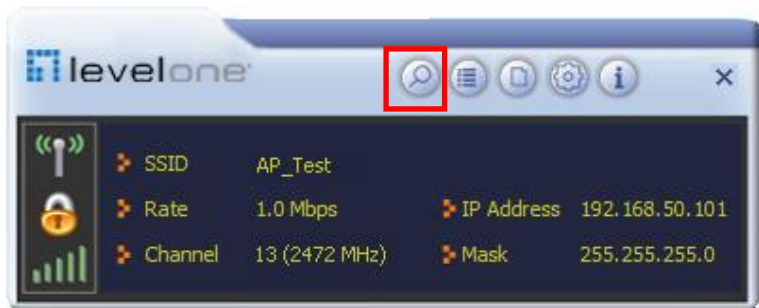 levelone
SSID AP_Test
Rate 1.0 Mbps IP Address 192.168.50.101
Channel 13 (2472 MHz) Mask 255.255.255.0